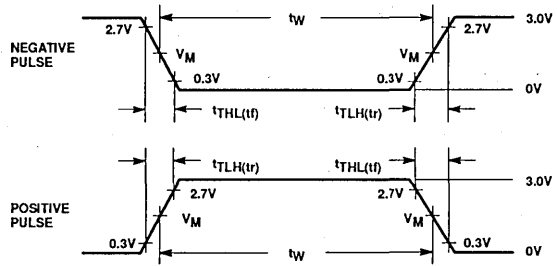 tW
3.0V
2.7V
2.7V
NEGATIVE
PULSE
VM
VM
0.3V
0.3V
0V
tTHL(tf)
tTLH(tr)
tTLH(tr)
tTHL(tf)
3.0V
2.7V
2.7V
POSITIVE
PULSE
VM
VM
0.3V
0.3V
0V
tW